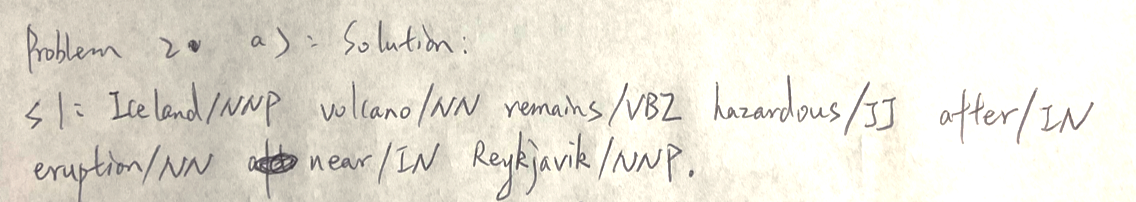 Problem 2. a): Solution:
S1: Iceland/NNP volcano/NN remains/VBZ hazardous/JJ after/IN
eruption/NN near/IN Reykjavik/NNP.